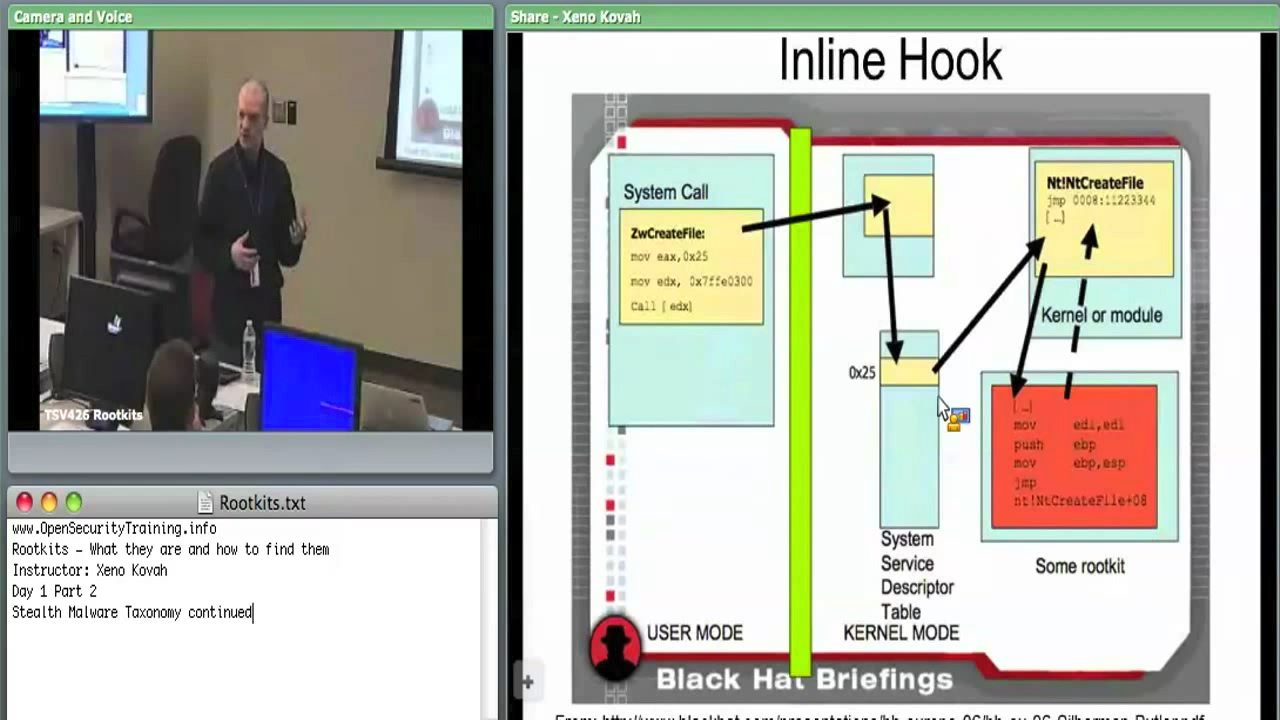 Camera and Voice
TSV426 Rootkits
Rootkits.txt
www.OpenSecurityTraining.info
Rootkits - What they are and how to find them
Instructor: Xeno Kovah
Day 1 Part 2
Stealth Malware Taxonomy continued
Share - Xeno Kovah
Inline Hook
System Call
ZwCreateFile:
mov eax,0x25
mov edx, 0x7ffe0300
Call [ edx]
0x25
System
Service
Descriptor
Table
Nt!NtCreateFile
jmp 0008:11223344
[ …]
Kernel or module
[ …]
mov edi,edi
push ebp
mov ebp,esp
jmp
nt!NtCreateFile+08
Some rootkit
USER MODE
KERNEL MODE
Black Hat Briefings